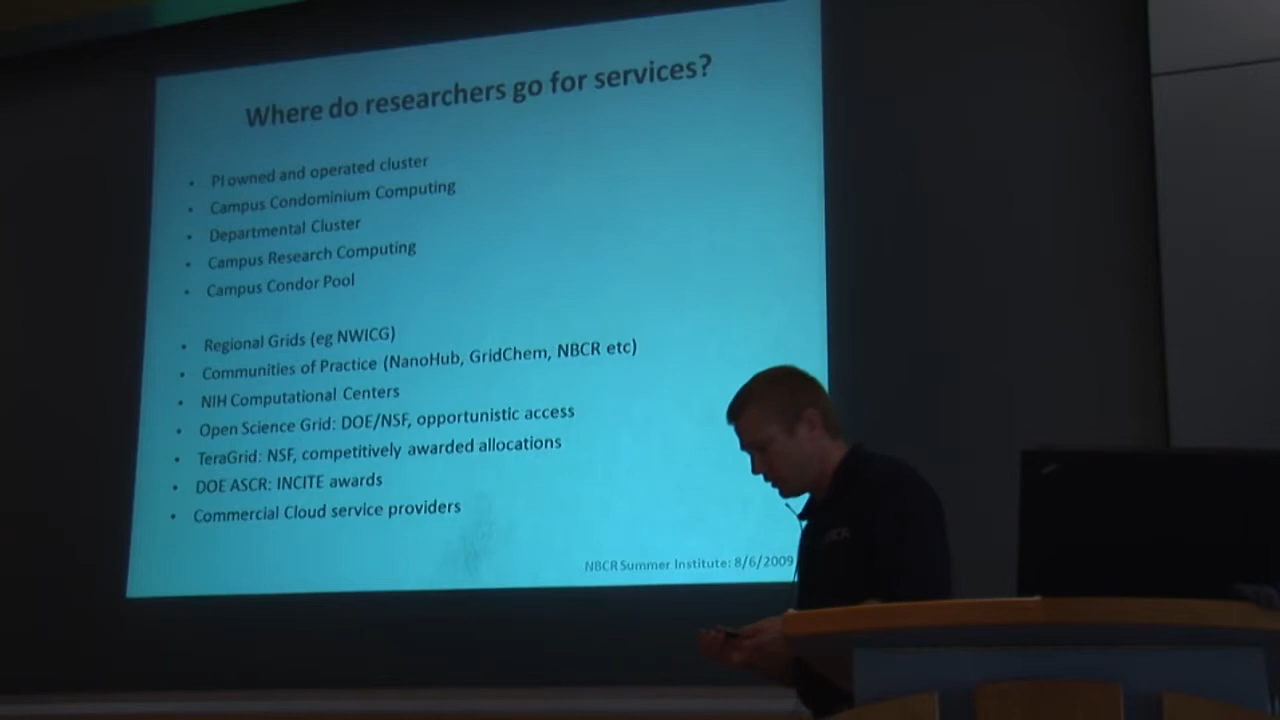 Where do researchers go for services?
• PI owned and operated cluster
• Campus Condominium Computing
• Departmental Cluster
• Campus Research Computing
• Campus Condor Pool
• Regional Grids (eg NWICG)
• Communities of Practice (NanoHub, GridChem, NBCR etc)
• NIH Computational Centers
• Open Science Grid: DOE/NSF, opportunistic access
• TeraGrid: NSF, competitively awarded allocations
• DOE ASCR: INCITE awards
• Commercial Cloud service providers
NBCR Summer Institute: 8/6/2009